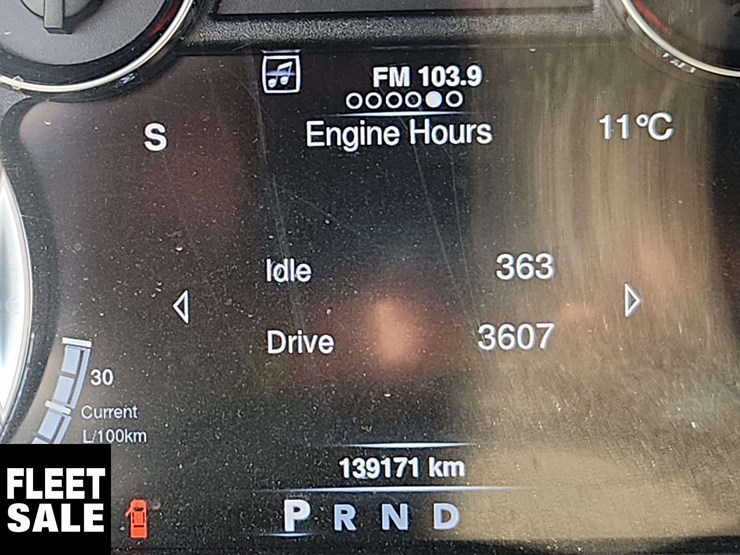 FM 103.9
S
Engine Hours
11°C
Idle 363
Drive 3607
30
Current
L/100km
139171 km
P R N D
FLEET
SALE